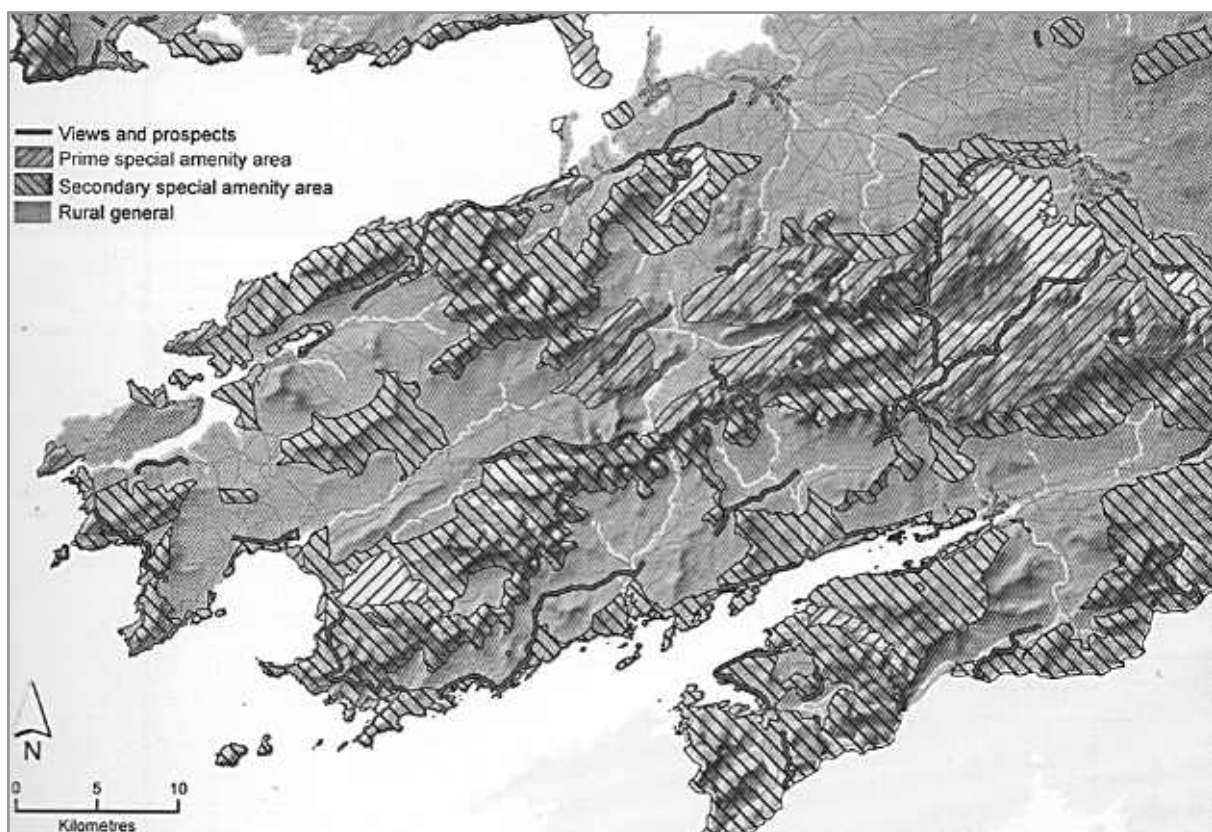 Views and prospects
Prime special amenity area
Secondary special amenity area
Rural general
N
0 5 10
Kilometres